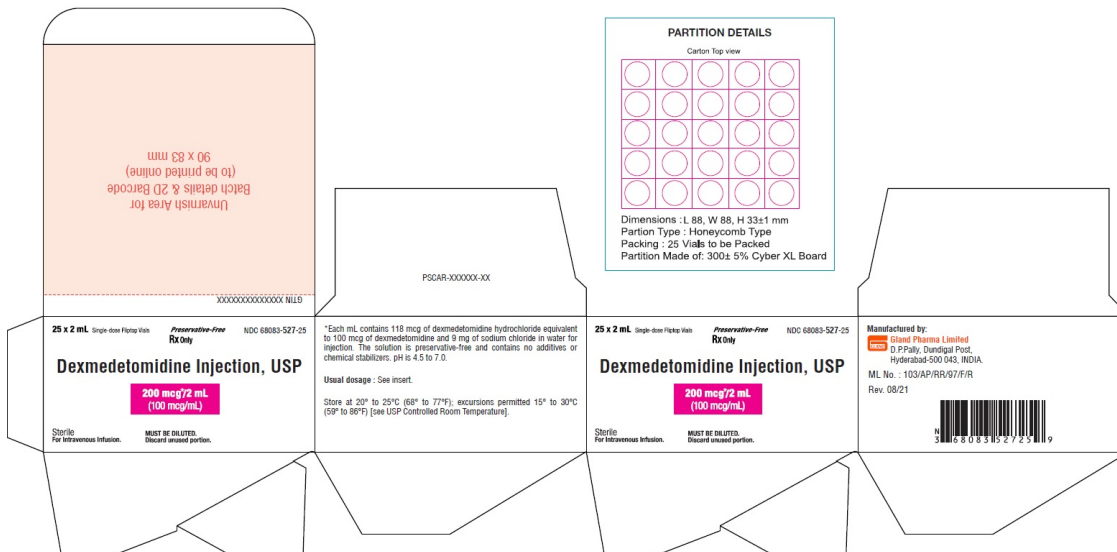 PARTITION DETAILS
Carton Top view
Dimensions : L 88, W 88, H 33±1 mm
Partion Type : Honeycomb Type
Packing : 25 Vials to be Packed
Partition Made of: 300± 5% Cyber XL Board
Unvarnish Area for
Batch details & 2D Barcode
(to be printed online)
90 x 83 mm
GTIN XXXXXXXXXXXXXX
PSCAR-XXXXXX-XX
25 x 2 mL Single-dose Fliptop Vials Preservative-Free NDC 68083-527-25
Rx Only
Dexmedetomidine Injection, USP
200 mcg*/2 mL
(100 mcg/mL)
Sterile MUST BE DILUTED.
For Intravenous Infusion. Discard unused portion.
*Each mL contains 118 mcg of dexmedetomidine hydrochloride equivalent
to 100 mcg of dexmedetomidine and 9 mg of sodium chloride in water for
injection. The solution is preservative-free and contains no additives or
chemical stabilizers. pH is 4.5 to 7.0.
Usual dosage : See insert.
Store at 20° to 25°C (68° to 77°F); excursions permitted 15° to 30°C
(59° to 86°F) [see USP Controlled Room Temperature].
25 x 2 mL Single-dose Fliptop Vials Preservative-Free NDC 68083-527-25
Rx Only
Dexmedetomidine Injection, USP
200 mcg*/2 mL
(100 mcg/mL)
Sterile MUST BE DILUTED.
For Intravenous Infusion. Discard unused portion.
Manufactured by:
GLAND
Gland Pharma Limited
D.P.Pally, Dundigal Post,
Hyderabad-500 043, INDIA.
ML No. : 103/AP/RR/97/F/R
Rev. 08/21
N
3 68083 52725 9